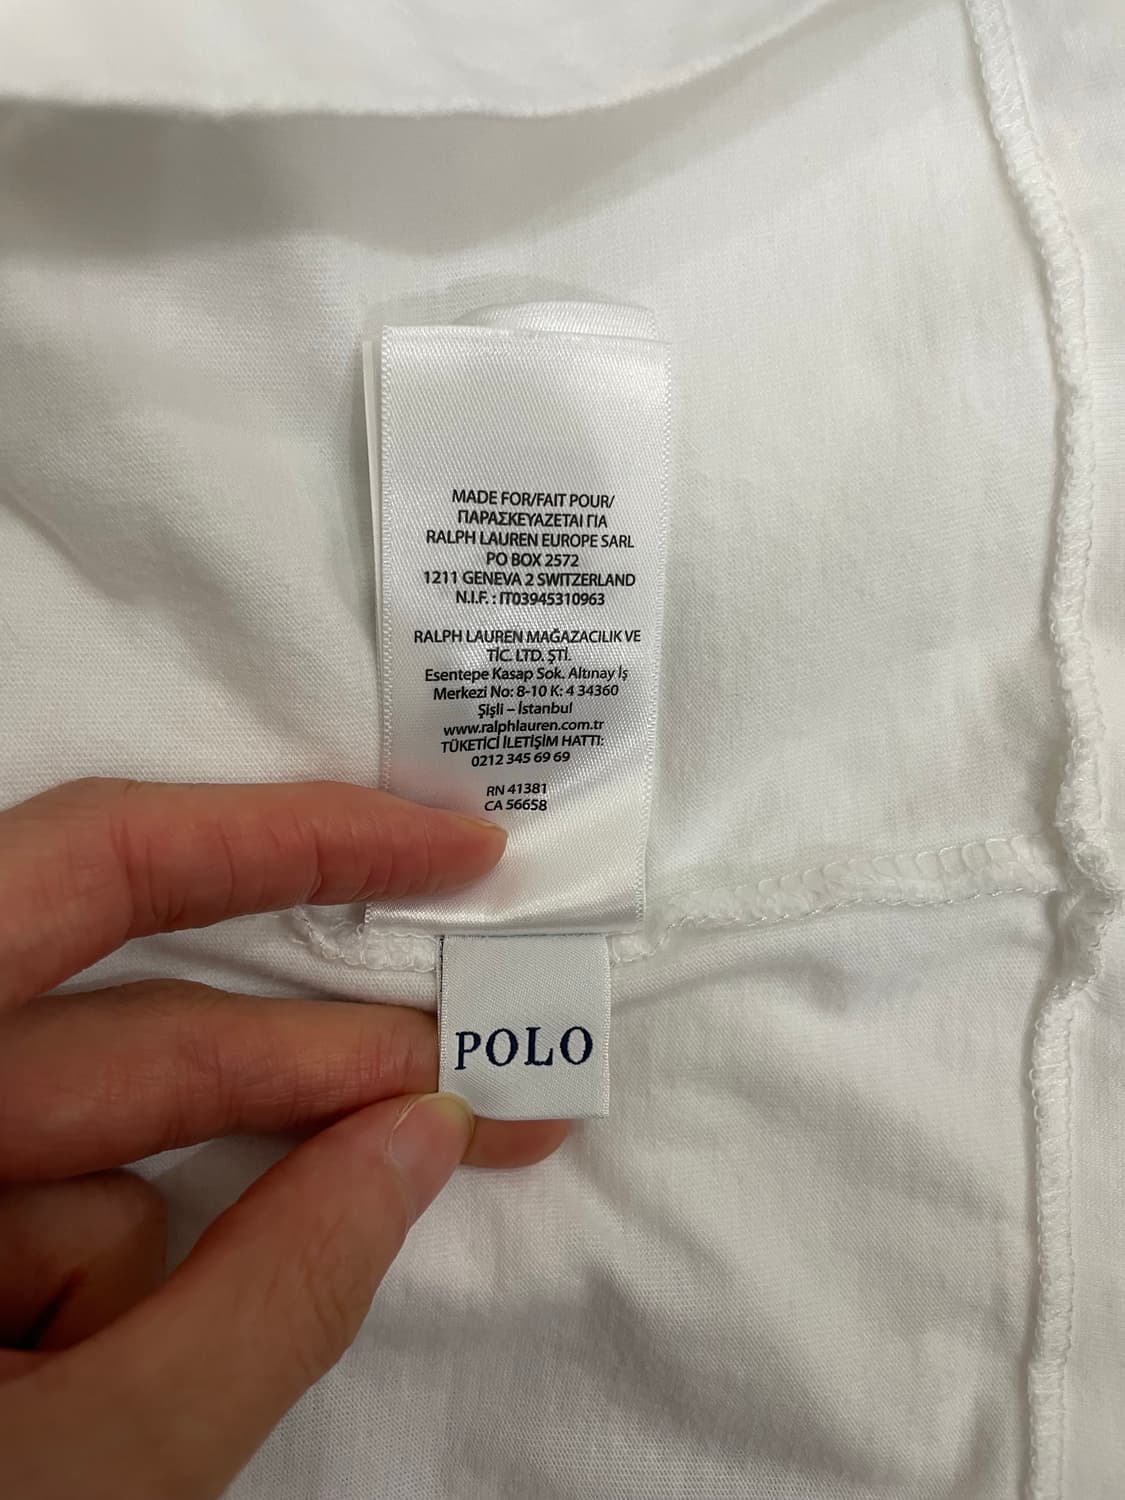 MADE FOR/FAIT POUR/
ΠΑΡΑΣΚΕΥΑΖΕΤΑΙ ΓΙΑ
RALPH LAUREN EUROPE SARL
PO BOX 2572
1211 GENEVA 2 SWITZERLAND
N.I.F. : IT03945310963
RALPH LAUREN MAĞAZACILIK VE
TİC. LTD. ŞTİ.
Esentepe Kasap Sok. Altınay İş
Merkezi No: 8-10 K: 4 34360
Şişli – İstanbul
www.ralphlauren.com.tr
TÜKETİCİ İLETİŞİM HATTI:
0212 345 69 69
RN 41381
CA 56658
POLO